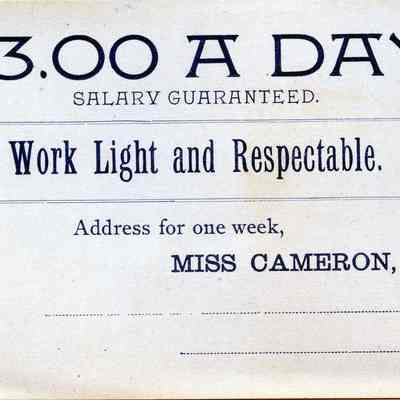 3.00 A DAY
SALARY GUARANTEED.
Work Light and Respectable.
Address for one week,
MISS CAMERON,